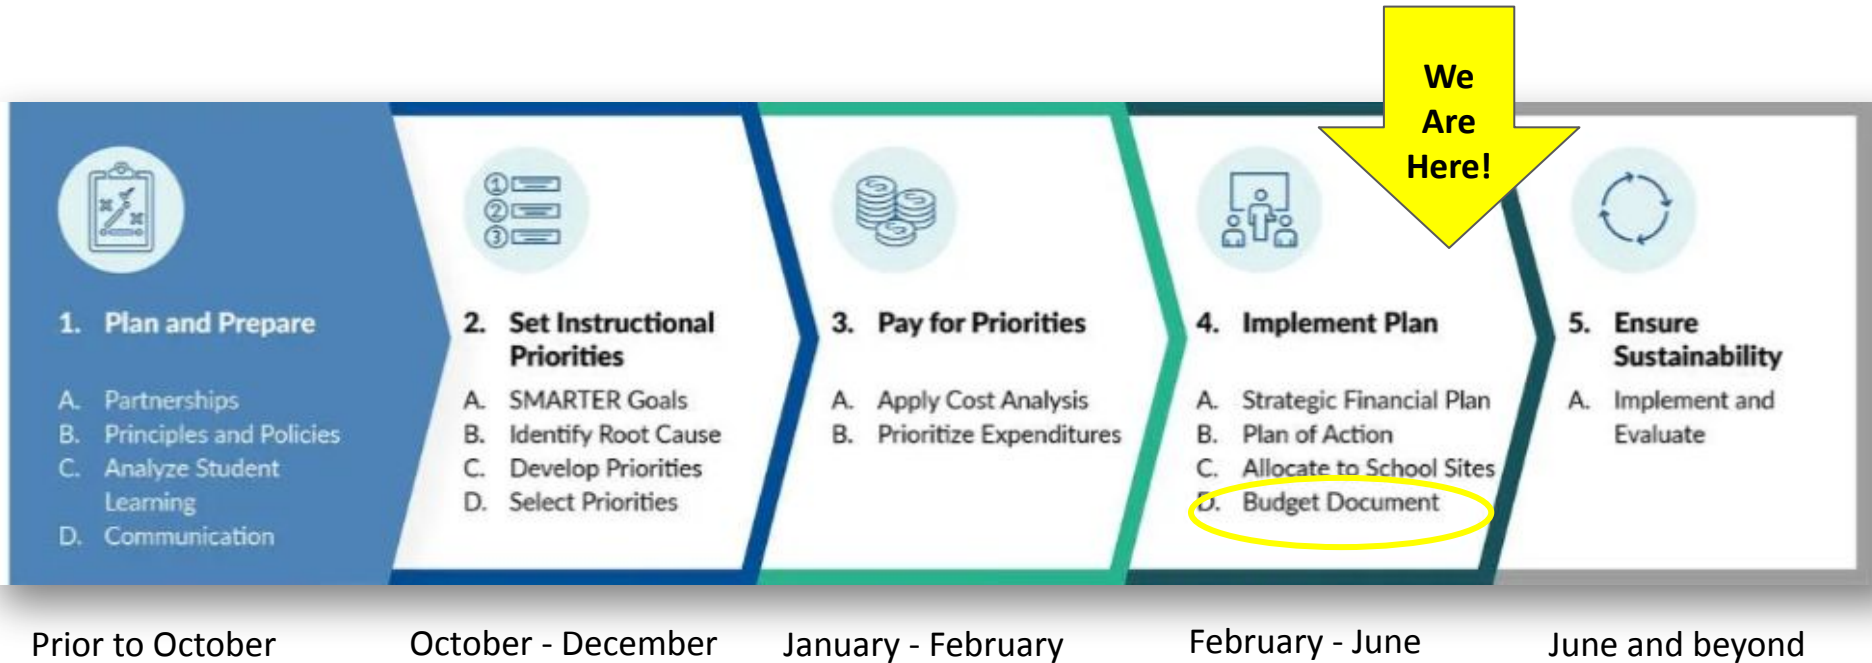 We
Are
Here!
1. Plan and Prepare
A. Partnerships
B. Principles and Policies
C. Analyze Student
Learning
D. Communication
1
2
3
2. Set Instructional
Priorities
A. SMARTER Goals
B. Identify Root Cause
C. Develop Priorities
D. Select Priorities
3. Pay for Priorities
A. Apply Cost Analysis
B. Prioritize Expenditures
4. Implement Plan
A. Strategic Financial Plan
B. Plan of Action
C. Allocate to School Sites
D. Budget Document
5. Ensure
Sustainability
A. Implement and
Evaluate
Prior to October
October - December
January - February
February - June
June and beyond